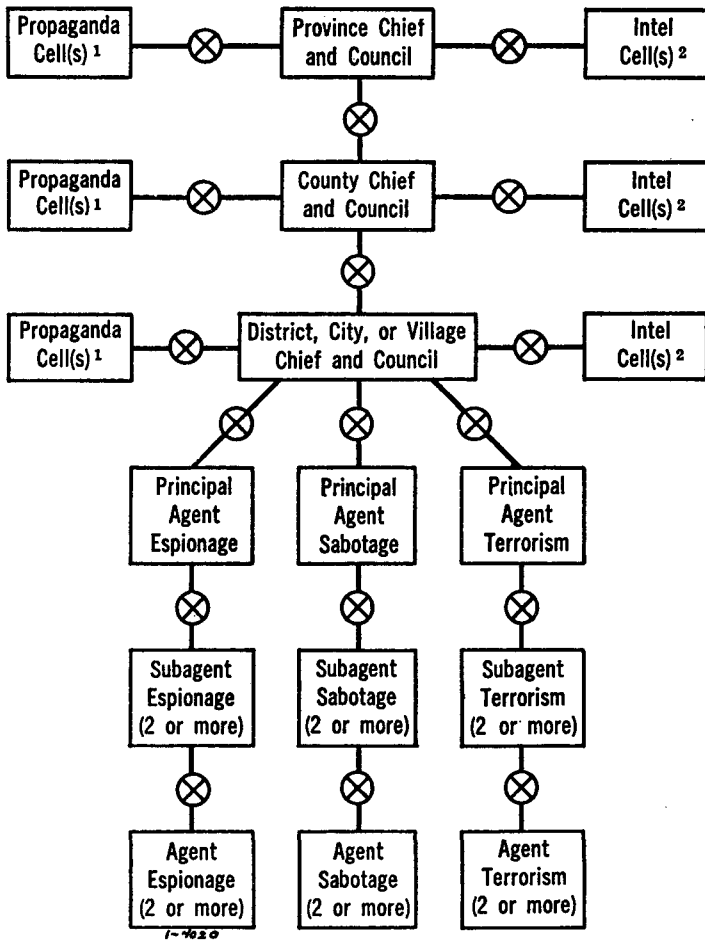 Propaganda
Cell(s) 1
Province Chief
and Council
Intel
Cell(s) 2
Propaganda
Cell(s) 1
County Chief
and Council
Intel
Cell(s) 2
Propaganda
Cell(s) 1
District, City, or Village
Chief and Council
Intel
Cell(s) 2
Principal
Agent
Espionage
Principal
Agent
Sabotage
Principal
Agent
Terrorism
Subagent
Espionage
(2 or more)
Subagent
Sabotage
(2 or more)
Subagent
Terrorism
(2 or more)
Agent
Espionage
(2 or more)
Agent
Sabotage
(2 or more)
Agent
Terrorism
(2 or more)
1-4020